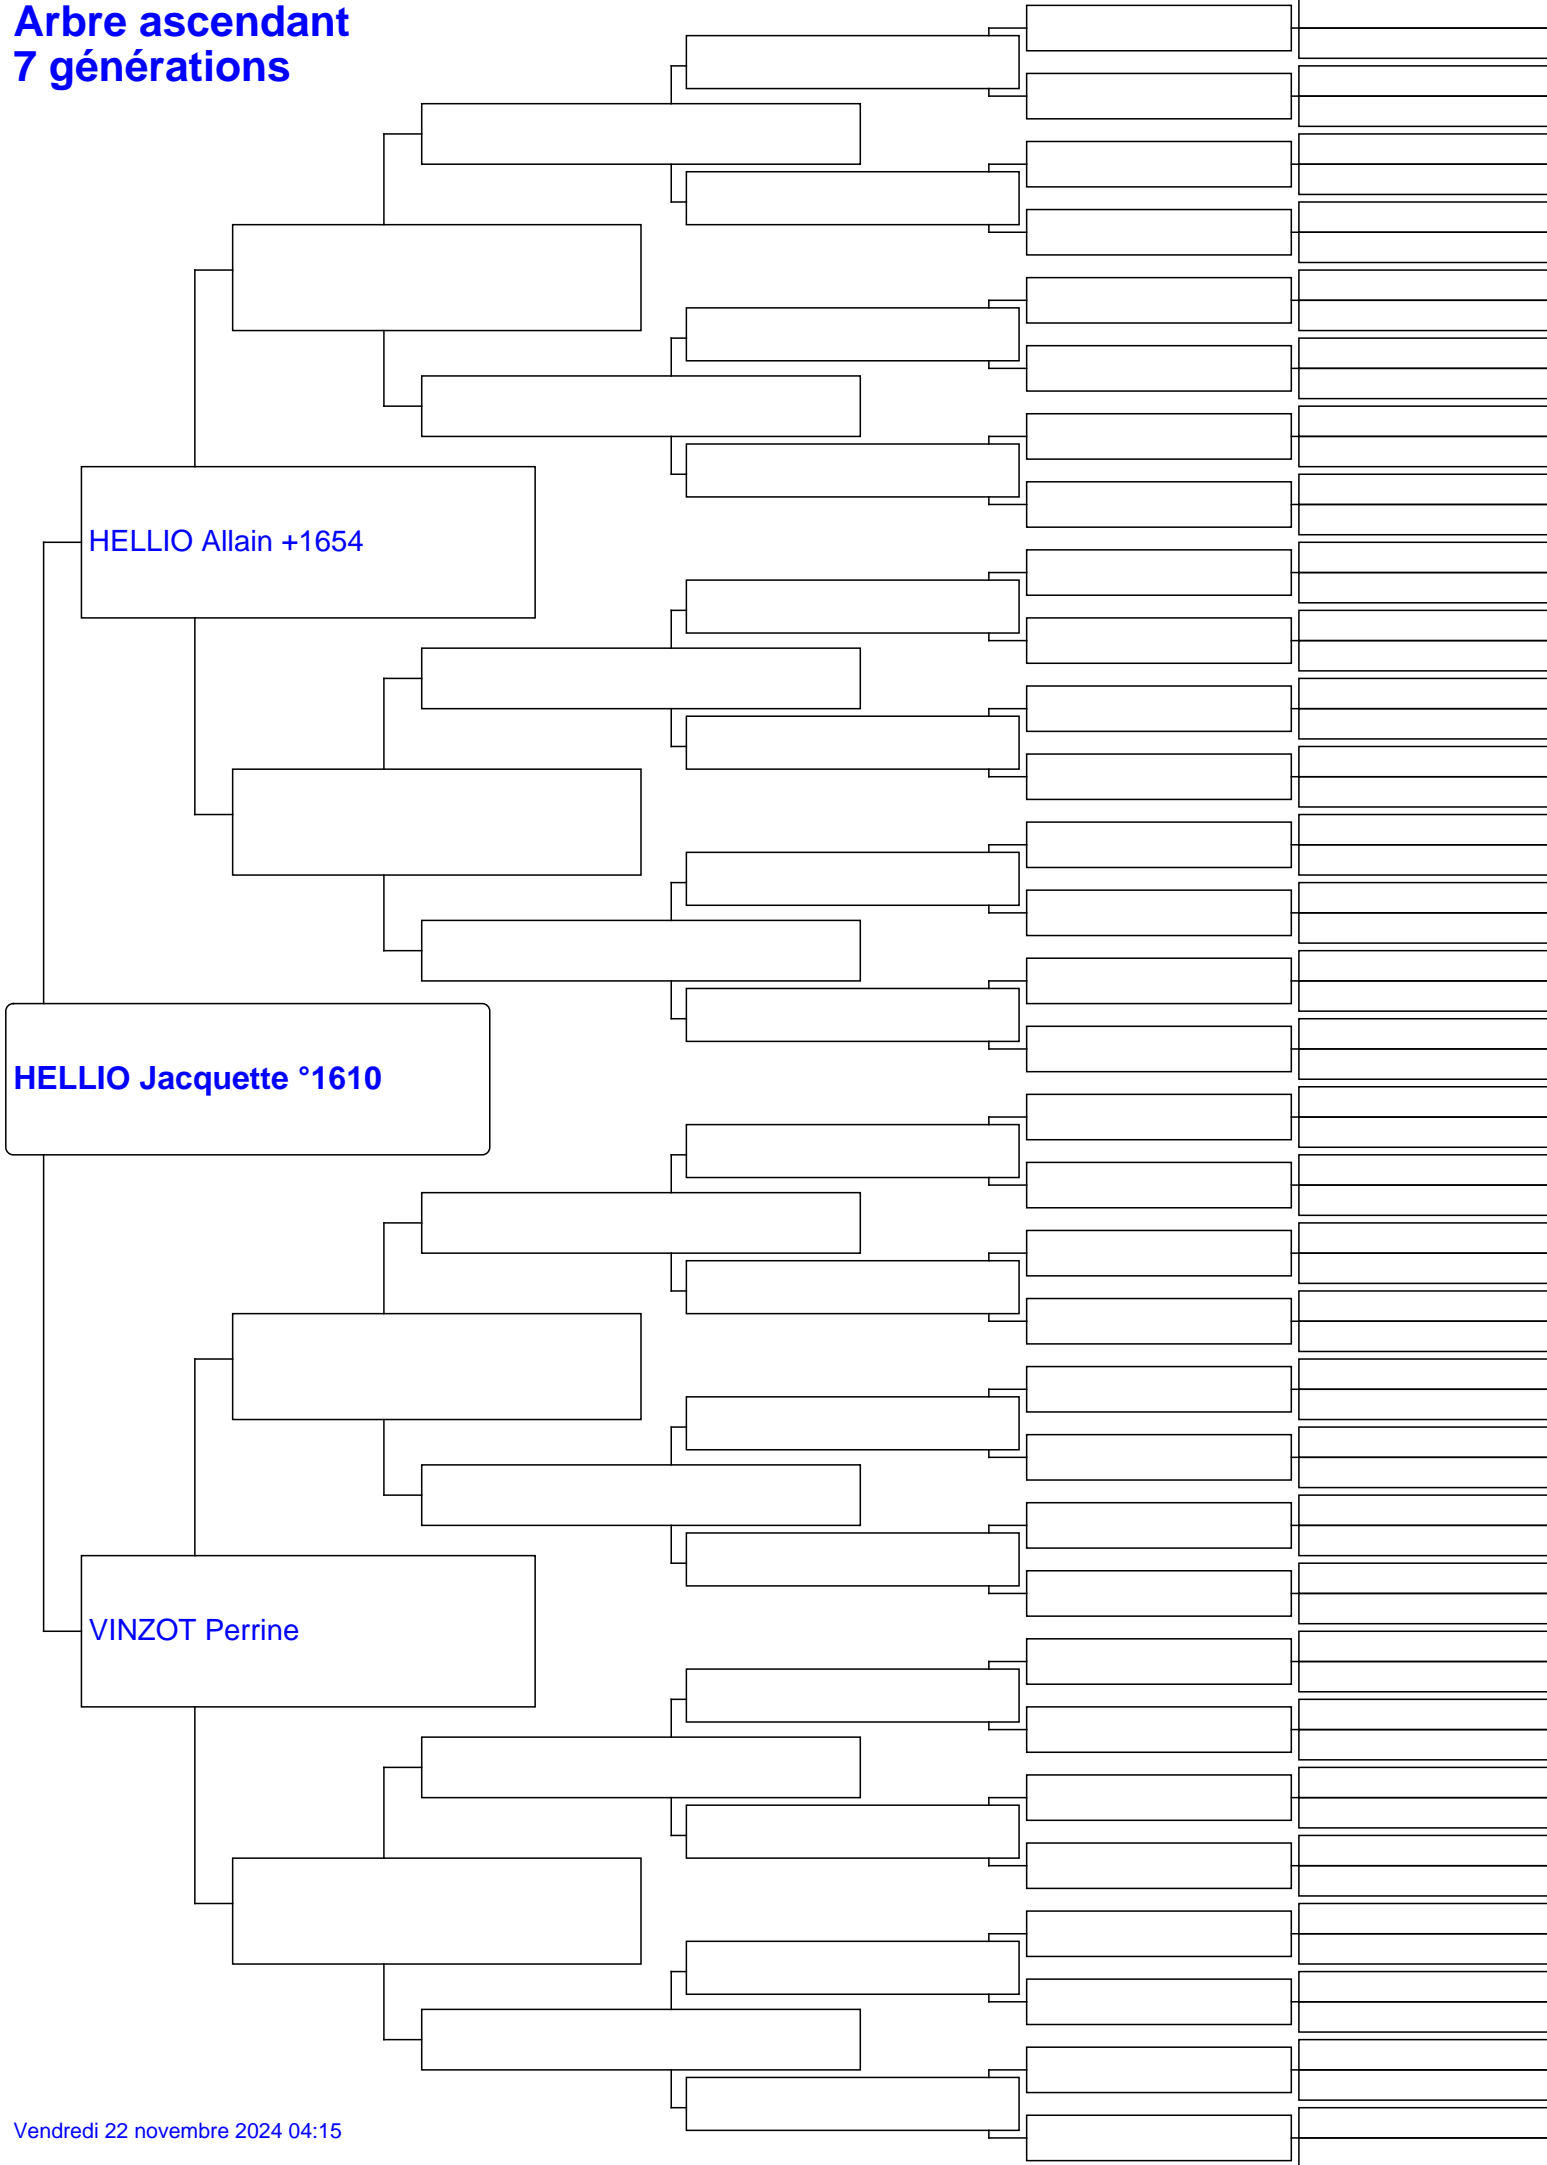 Arbre ascendant
7 générations
HELLIO Allain +1654
HELLIO Jacquette °1610
VINZOT Perrine
Vendredi 22 novembre 2024 04:15